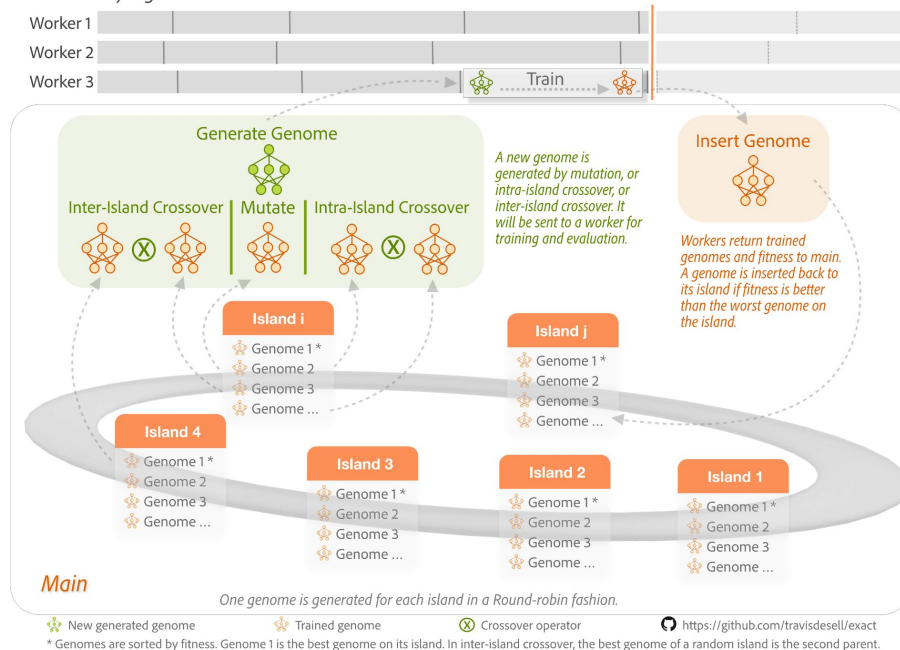 Worker 1
Worker 2
Worker 3
Train
Generate Genome
Inter-Island Crossover
Mutate
Intra-Island Crossover
X
X
A new genome is
generated by mutation, or
intra-island crossover, or
inter-island crossover. It
will be sent to a worker for
training and evaluation.
Insert Genome
Workers return trained
genomes and fitness to main.
A genome is inserted back to
its island if fitness is better
than the worst genome on
the island.
Island i
Genome 1 *
Genome 2
Genome 3
Genome ...
Island j
Genome 1 *
Genome 2
Genome 3
Genome ...
Island 4
Genome 1 *
Genome 2
Genome 3
Genome ...
Island 3
Genome 1 *
Genome 2
Genome 3
Genome ...
Island 2
Genome 1 *
Genome 2
Genome 3
Genome ...
Island 1
Genome 1 *
Genome 2
Genome 3
Genome ...
Main
One genome is generated for each island in a Round-robin fashion.
New generated genome
Trained genome
X Crossover operator
https://github.com/travisdesell/exact
* Genomes are sorted by fitness. Genome 1 is the best genome on its island. In inter-island crossover, the best genome of a random island is the second parent.